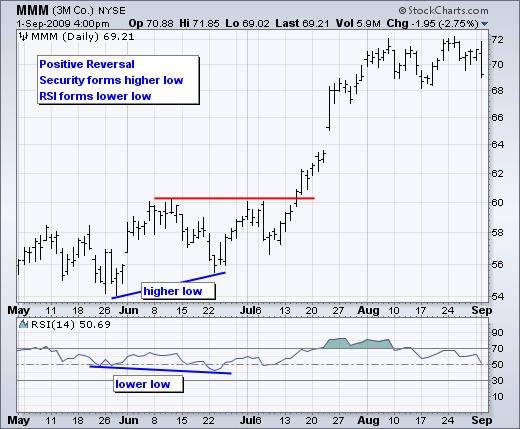 MMM (3M Co.) NYSE © StockCharts.com
1-Sep-2009 4:00pm Op 70.88 Hi 71.85 Lo 69.02 Last 69.21 Vol 5.9M Chg -1.95 (-2.75%)
MMM (Daily) 69.21
Positive Reversal
Security forms higher low
RSI forms lower low
72
70
68
66
64
62
60
58
56
54
higher low
May 11 18 26 Jun 8 15 22 Jul 6 13 20 27 Aug 10 17 24 Sep
RSI(14) 50.69
90
70
50
30
10
lower low
May 11 18 26 Jun 8 15 22 Jul 6 13 20 27 Aug 10 17 24 Sep